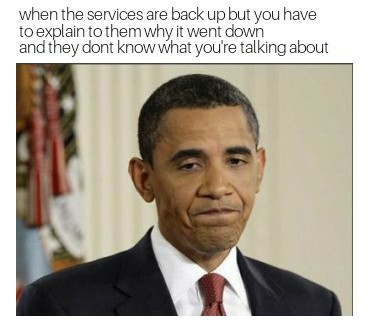 when the services are back up but you have
to explain to them why it went down
and they dont know what you're talking about